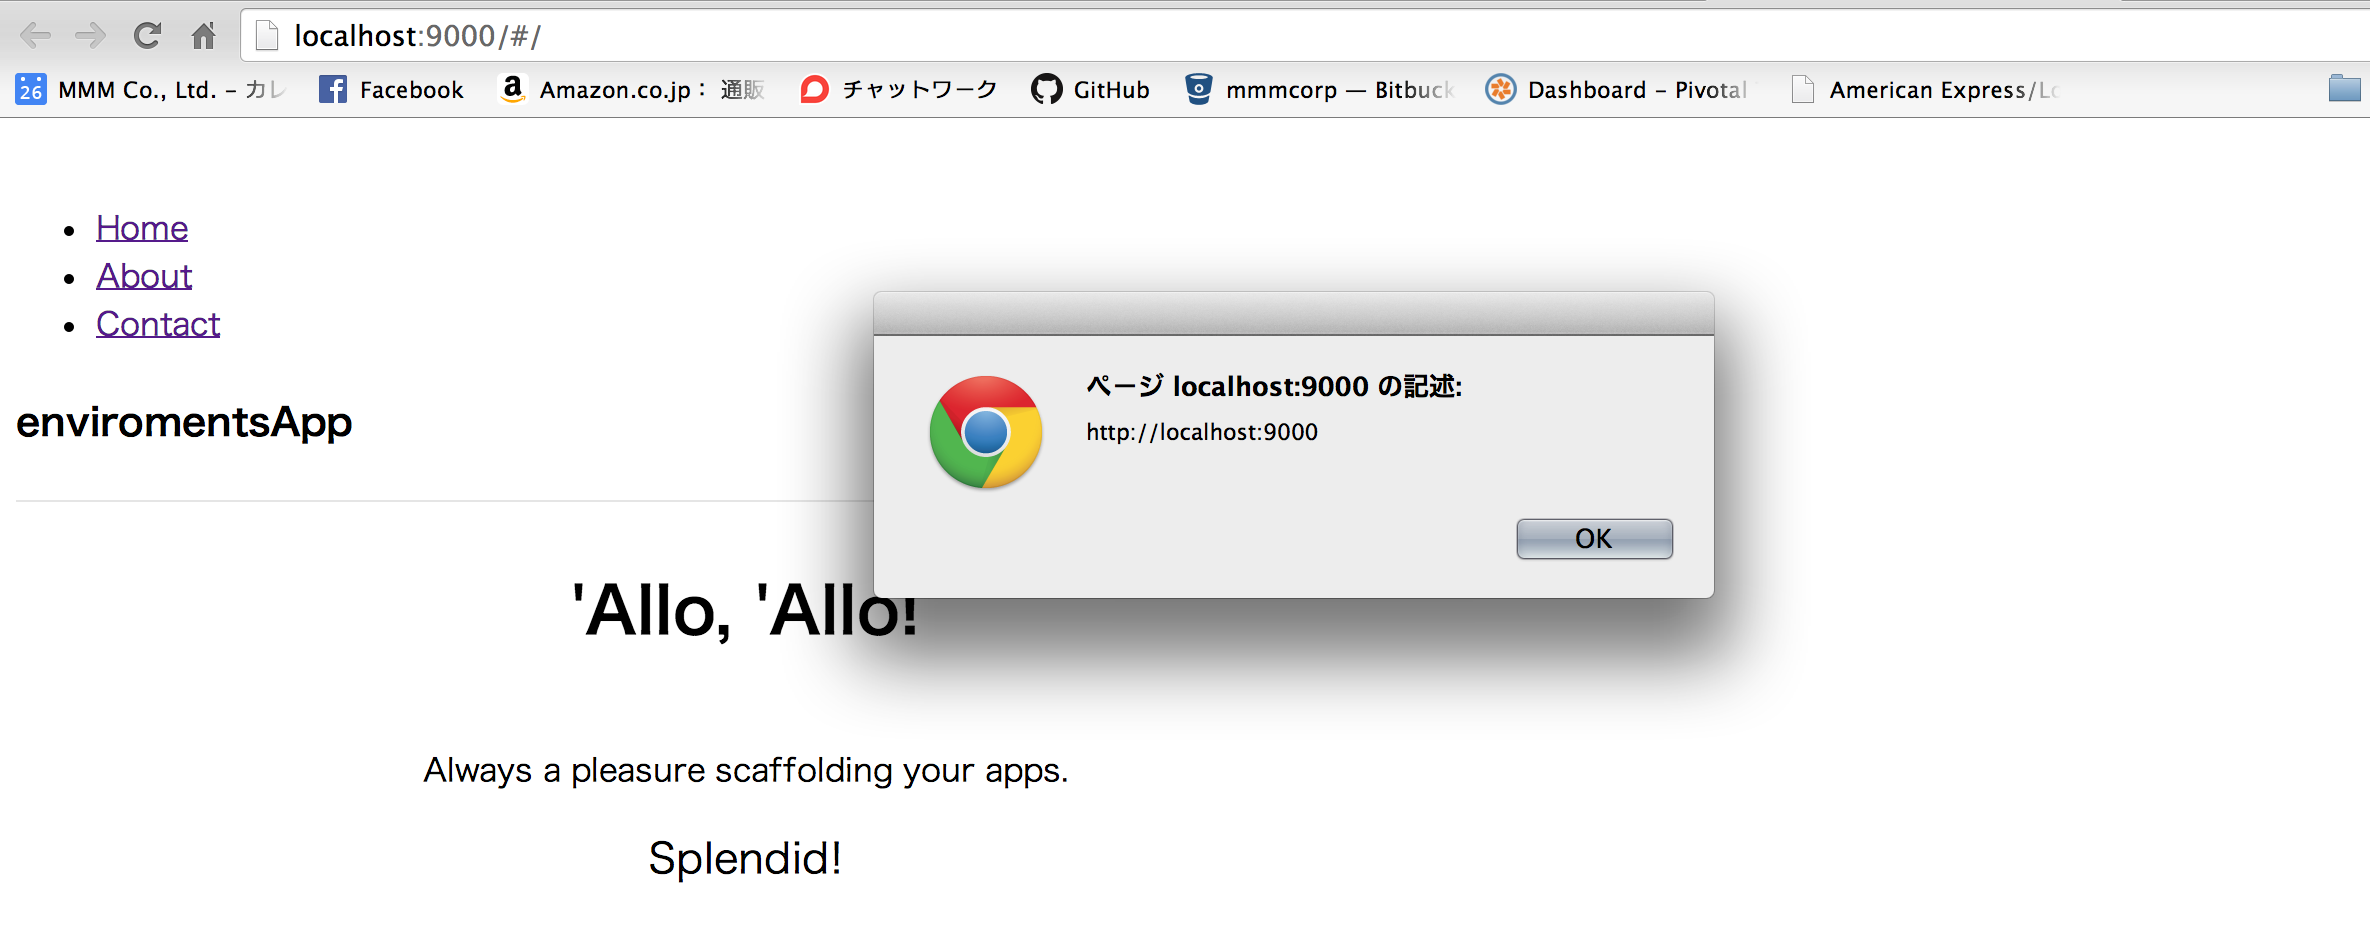 localhost:9000/#/
26 MMM Co., Ltd. – カレ Facebook a Amazon.co.jp： 通販 チャットワーク GitHub mmmcorp — Bitbuck Dashboard – Pivotal American Express/Lo
Home
About
Contact
enviromentsApp
ページ localhost:9000 の記述:
http://localhost:9000
OK
'Allo, 'Allo!
Always a pleasure scaffolding your apps.
Splendid!